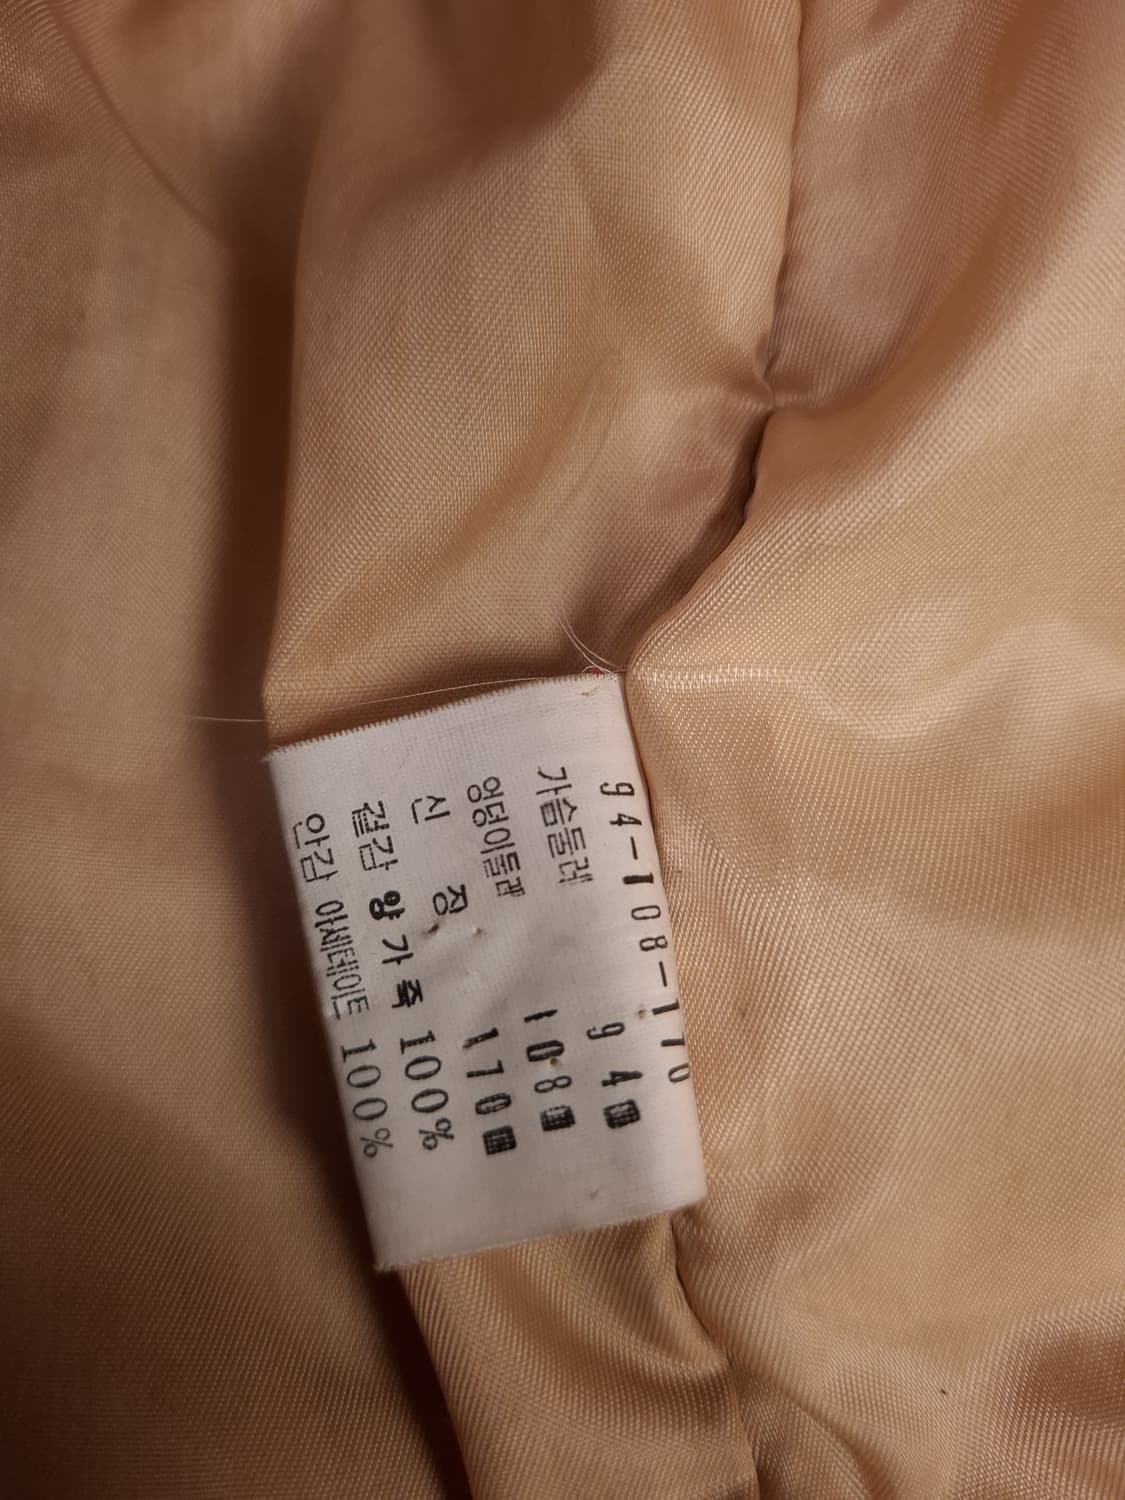 94-108-170
가슴둘레 94㎝
엉덩이둘레 108㎝
신 장 170㎝
겉감 양가죽 100%
안감 아세테이트 100%